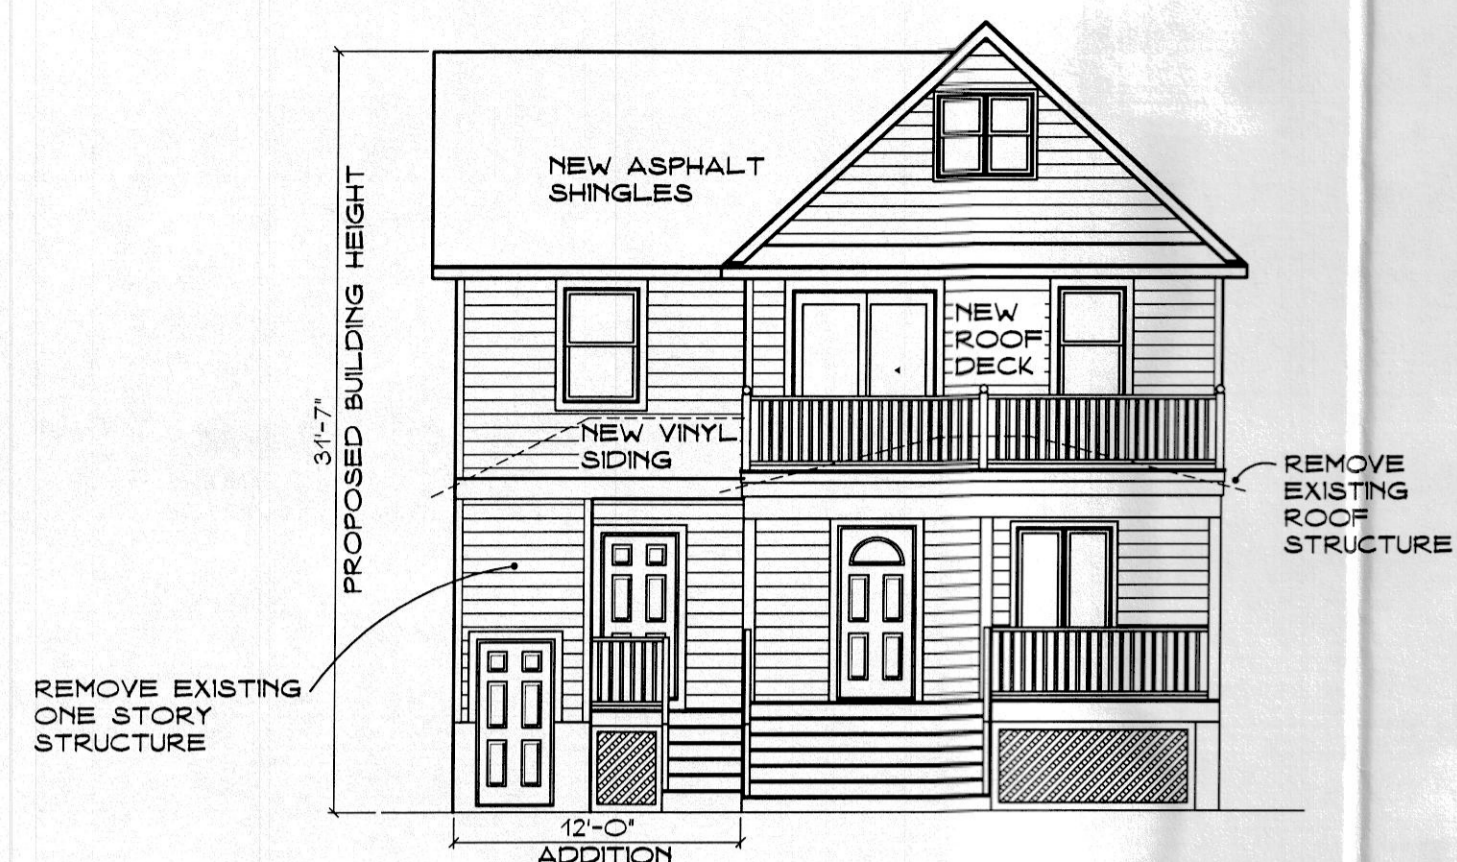 NEW ASPHALT
SHINGLES
31'-7"
PROPOSED BUILDING HEIGHT
NEW
ROOF
DECK
NEW VINYL
SIDING
REMOVE
EXISTING
ROOF
STRUCTURE
REMOVE EXISTING
ONE STORY
STRUCTURE
12'-0"
ADDITION